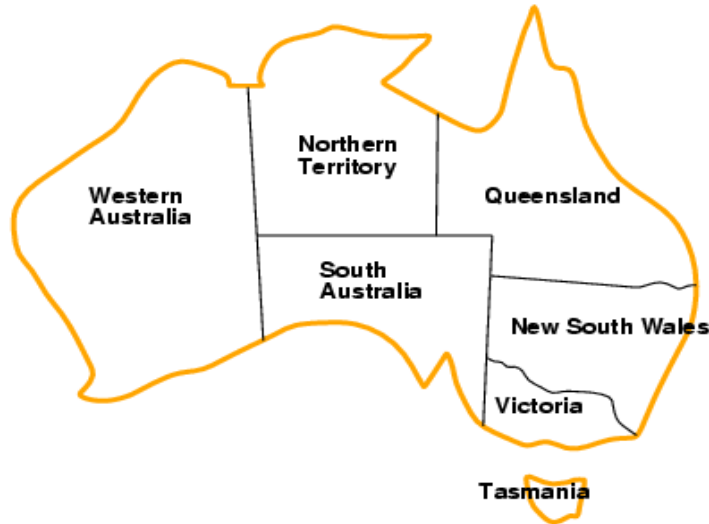 Northern
Territory
Western
Australia
Queensland
South
Australia
New South Wales
Victoria
Tasmania